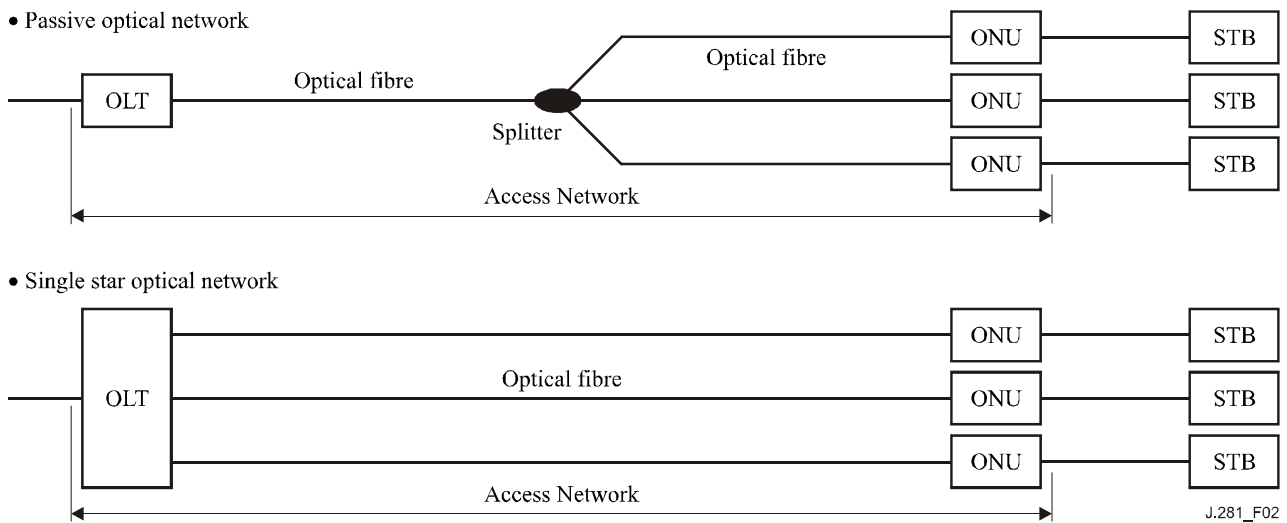 • Passive optical network
ONU
STB
Optical fibre
Optical fibre
OLT
ONU
STB
Splitter
ONU
STB
Access Network
• Single star optical network
ONU
STB
Optical fibre
OLT
ONU
STB
ONU
STB
Access Network
J.281_F02